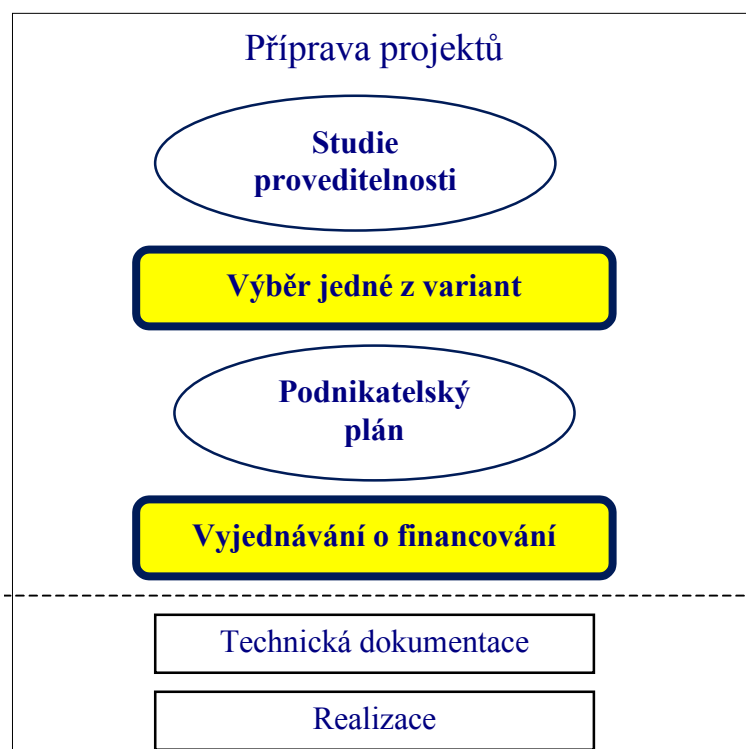 Příprava projektů
Studie
proveditelnosti
Výběr jedné z variant
Podnikatelský
plán
Vyjednávání o financování
Technická dokumentace
Realizace